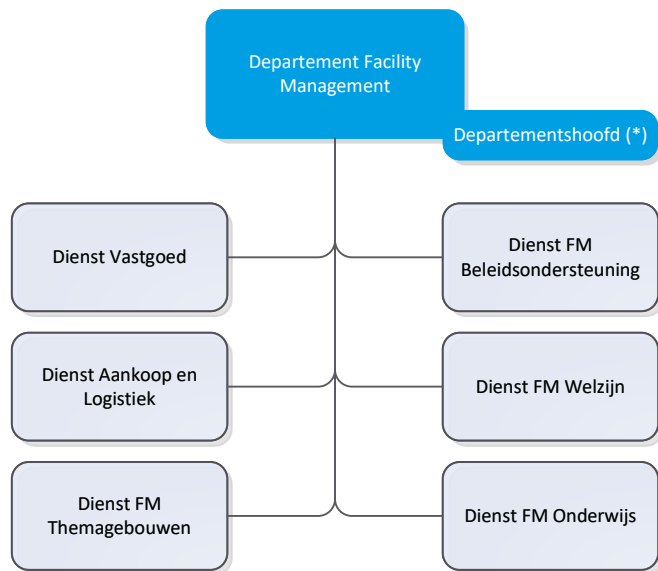 Departement Facility
Management
Departementshoofd (*)
Dienst Vastgoed
Dienst FM
Beleidsondersteuning
Dienst Aankoop en
Logistiek
Dienst FM Welzijn
Dienst FM
Themagebouwen
Dienst FM Onderwijs